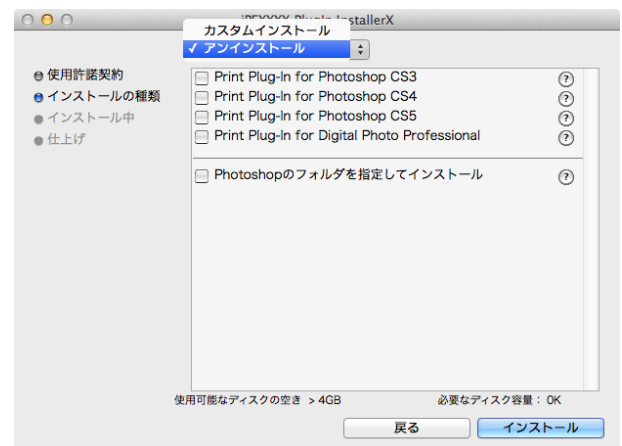 iPFXXXX PlugIn InstallerX
カスタムインストール
✓ アンインストール
使用許諾契約
インストールの種類
インストール中
仕上げ
Print Plug-In for Photoshop CS3 ?
Print Plug-In for Photoshop CS4 ?
Print Plug-In for Photoshop CS5 ?
Print Plug-In for Digital Photo Professional ?
Photoshopのフォルダを指定してインストール ?
使用可能なディスクの空き > 4GB
必要なディスク容量： OK
戻る
インストール